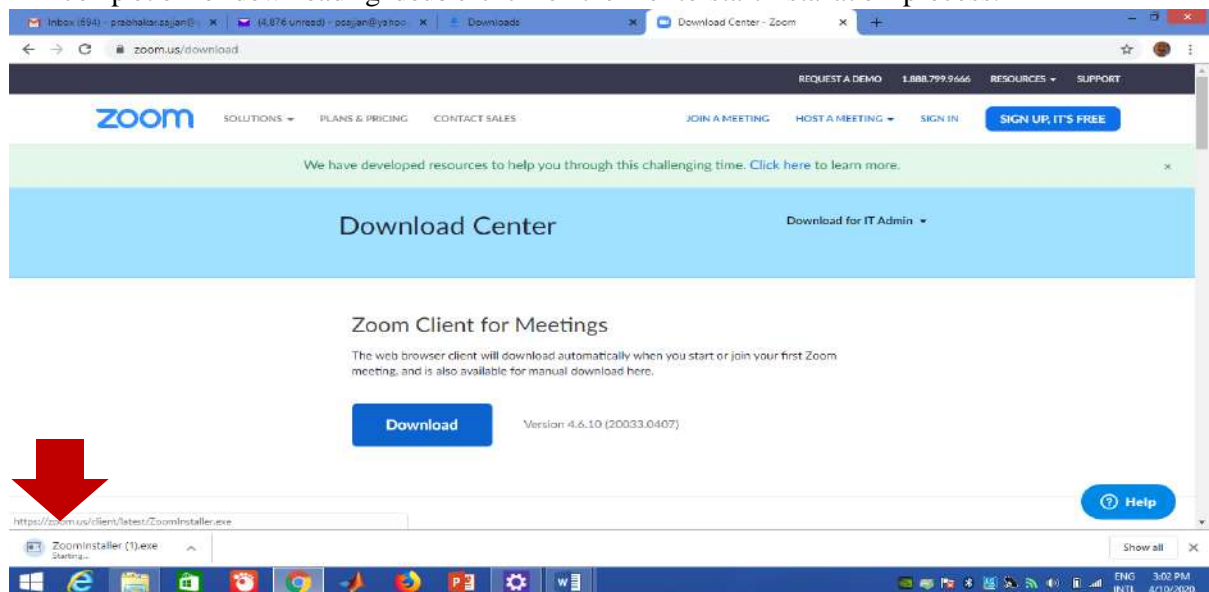 Inbox (694) - prabhakar.sajjan@
(4,876 unread) - psajjan@yahoo
Downloads
Download Center - Zoom
zoom.us/download
REQUEST A DEMO 1.888.799.9666 RESOURCES SUPPORT
zoom SOLUTIONS PLANS & PRICING CONTACT SALES JOIN A MEETING HOST A MEETING SIGN IN SIGN UP, IT'S FREE
We have developed resources to help you through this challenging time. Click here to learn more.
Download Center Download for IT Admin
Zoom Client for Meetings
The web browser client will download automatically when you start or join your first Zoom
meeting, and is also available for manual download here.
Download Version 4.6.10 (20033.0407)
Help
https://zoom.us/client/latest/ZoomInstaller.exe
ZoomInstaller (1).exe
Starting...
Show all
ENG 3:02 PM
INTL 4/10/2020